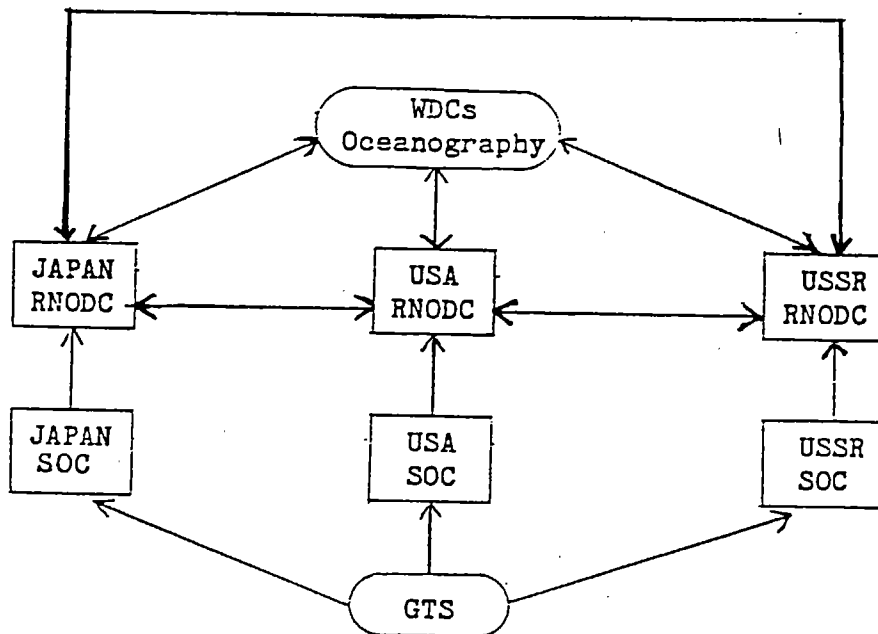 WDCs
Oceanography
JAPAN
RNODC
USA
RNODC
USSR
RNODC
JAPAN
SOC
USA
SOC
USSR
SOC
GTS